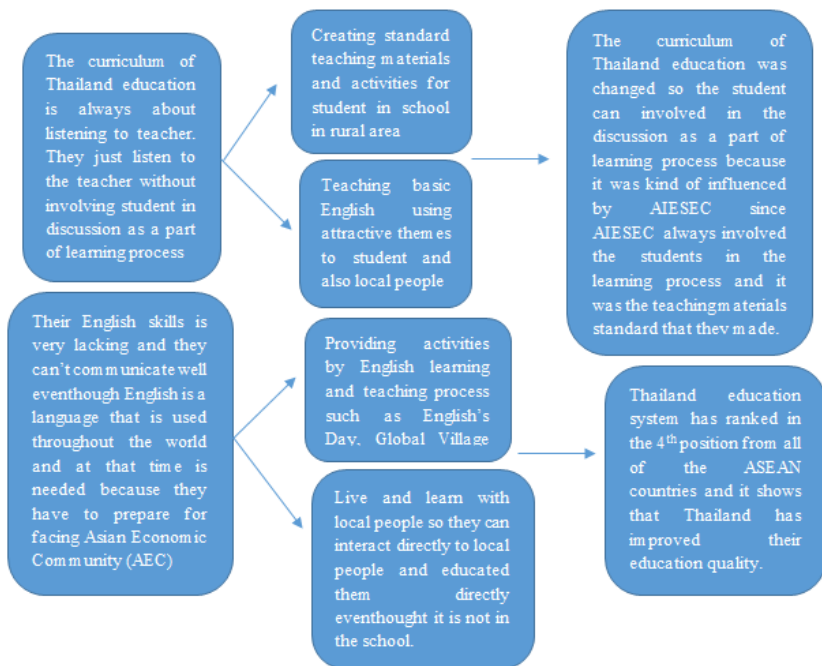 The curriculum of
Thailand education
is always about
listening to teacher.
They just listen to
the teacher without
involving student in
discussion as a part
of learning process
Creating standard
teaching materials
and activities for
student in school
in rural area
Teaching basic
English using
attractive themes
to student and
also local people
The curriculum of
Thailand education was
changed so the student
can involved in the
discussion as a part of
learning process because
it was kind of influenced
by AIESEC since
AIESEC always involved
the students in the
learning process and it
was the teaching materials
standard that they made.
Their English skills is
very lacking and they
can't communicate well
eventhough English is a
language that is used
throughout the world
and at that time is
needed because they
have to prepare for
facing Asian Economic
Community (AEC)
Providing activities
by English learning
and teaching process
such as English's
Day, Global Village
Live and learn with
local people so they can
interact directly to local
people and educated
them directly
eventhought it is not in
the school.
Thailand education
system has ranked in
the 4th position from all
of the ASEAN
countries and it shows
that Thailand has
improved their
education quality.